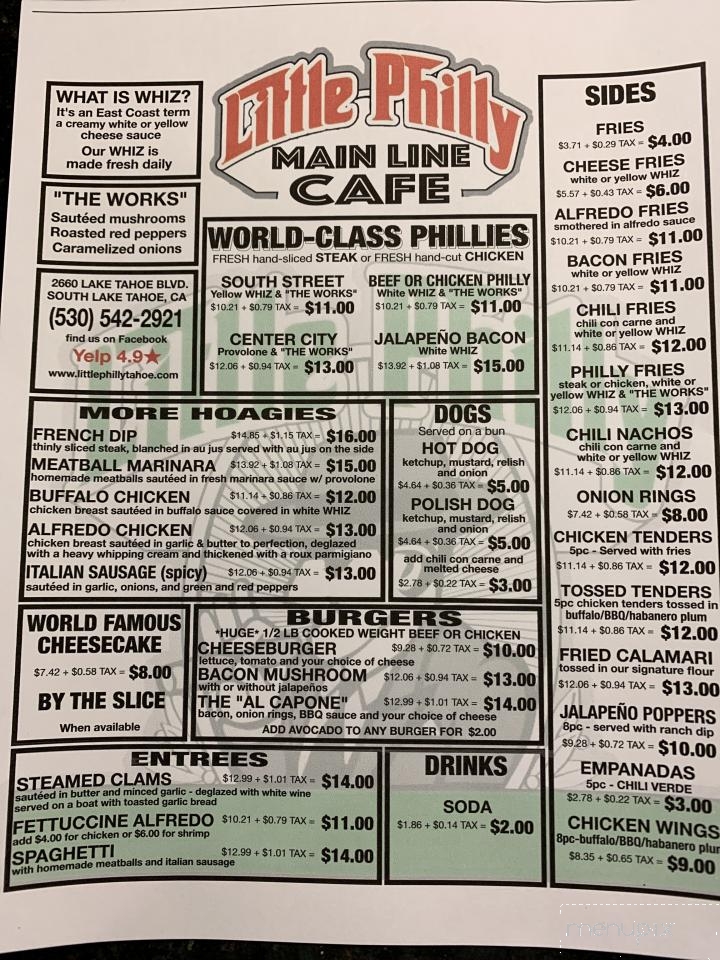 Little Philly
MAIN LINE
CAFE
WHAT IS WHIZ?
It's an East Coast term
a creamy white or yellow
cheese sauce
Our WHIZ is
made fresh daily
"THE WORKS"
Sautéed mushrooms
Roasted red peppers
Caramelized onions
2660 LAKE TAHOE BLVD.
SOUTH LAKE TAHOE, CA
(530) 542-2921
find us on Facebook
Yelp 4.9★
www.littlephillytahoe.com
WORLD-CLASS PHILLIES
FRESH hand-sliced STEAK or FRESH hand-cut CHICKEN
SOUTH STREET
Yellow WHIZ & "THE WORKS"
$10.21 + $0.79 TAX = $11.00
BEEF OR CHICKEN PHILLY
White WHIZ & "THE WORKS"
$10.21 + $0.79 TAX = $11.00
CENTER CITY
Provolone & "THE WORKS"
$12.06 + $0.94 TAX = $13.00
JALAPEÑO BACON
White WHIZ
$13.92 + $1.08 TAX = $15.00
MORE HOAGIES
FRENCH DIP $14.85 + $1.15 TAX = $16.00
thinly sliced steak, blanched in au jus served with au jus on the side
MEATBALL MARINARA $13.92 + $1.08 TAX = $15.00
homemade meatballs sautéed in fresh marinara sauce w/ provolone
BUFFALO CHICKEN $11.14 + $0.86 TAX = $12.00
chicken breast sautéed in buffalo sauce covered in white WHIZ
ALFREDO CHICKEN $12.06 + $0.94 TAX = $13.00
chicken breast sautéed in garlic & butter to perfection, deglazed
with a heavy whipping cream and thickened with a roux parmigiano
ITALIAN SAUSAGE (spicy) $12.06 + $0.94 TAX = $13.00
sautéed in garlic, onions, and green and red peppers
DOGS
Served on a bun
HOT DOG
ketchup, mustard, relish
and onion
$4.64 + $0.36 TAX = $5.00
POLISH DOG
ketchup, mustard, relish
and onion
$4.64 + $0.36 TAX = $5.00
add chili con carne and
melted cheese
$2.78 + $0.22 TAX = $3.00
WORLD FAMOUS
CHEESECAKE
$7.42 + $0.58 TAX = $8.00
BY THE SLICE
When available
BURGERS
*HUGE* 1/2 LB COOKED WEIGHT BEEF OR CHICKEN
CHEESEBURGER $9.28 + $0.72 TAX = $10.00
lettuce, tomato and your choice of cheese
BACON MUSHROOM $12.06 + $0.94 TAX = $13.00
with or without jalapeños
THE "AL CAPONE" $12.99 + $1.01 TAX = $14.00
bacon, onion rings, BBQ sauce and your choice of cheese
ADD AVOCADO TO ANY BURGER FOR $2.00
ENTREES
STEAMED CLAMS $12.99 + $1.01 TAX = $14.00
sautéed in butter and minced garlic - deglazed with white wine
served on a boat with toasted garlic bread
FETTUCCINE ALFREDO $10.21 + $0.79 TAX = $11.00
add $4.00 for chicken or $6.00 for shrimp
SPAGHETTI $12.99 + $1.01 TAX = $14.00
with homemade meatballs and italian sausage
DRINKS
SODA
$1.86 + $0.14 TAX = $2.00
SIDES
FRIES
$3.71 + $0.29 TAX = $4.00
CHEESE FRIES
white or yellow WHIZ
$5.57 + $0.43 TAX = $6.00
ALFREDO FRIES
smothered in alfredo sauce
$10.21 + $0.79 TAX = $11.00
BACON FRIES
white or yellow WHIZ
$10.21 + $0.79 TAX = $11.00
CHILI FRIES
chili con carne and
white or yellow WHIZ
$11.14 + $0.86 TAX = $12.00
PHILLY FRIES
steak or chicken, white or
yellow WHIZ & "THE WORKS"
$12.06 + $0.94 TAX = $13.00
CHILI NACHOS
chili con carne
and white or yellow WHIZ
$11.14 + $0.86 TAX = $12.00
ONION RINGS
$7.42 + $0.58 TAX = $8.00
CHICKEN TENDERS
5pc - Served with fries
$11.14 + $0.86 TAX = $12.00
TOSSED TENDERS
5pc chicken tenders tossed in
buffalo/BBQ/habanero plum
$11.14 + $0.86 TAX = $12.00
FRIED CALAMARI
tossed in our signature flour
$12.06 + $0.94 TAX = $13.00
JALAPEÑO POPPERS
8pc - served with ranch dip
$9.28 + $0.72 TAX = $10.00
EMPANADAS
5pc - CHILI VERDE
$2.78 + $0.22 TAX = $3.00
CHICKEN WINGS
8pc-buffalo/BBQ/habanero plum
$8.35 + $0.65 TAX = $9.00